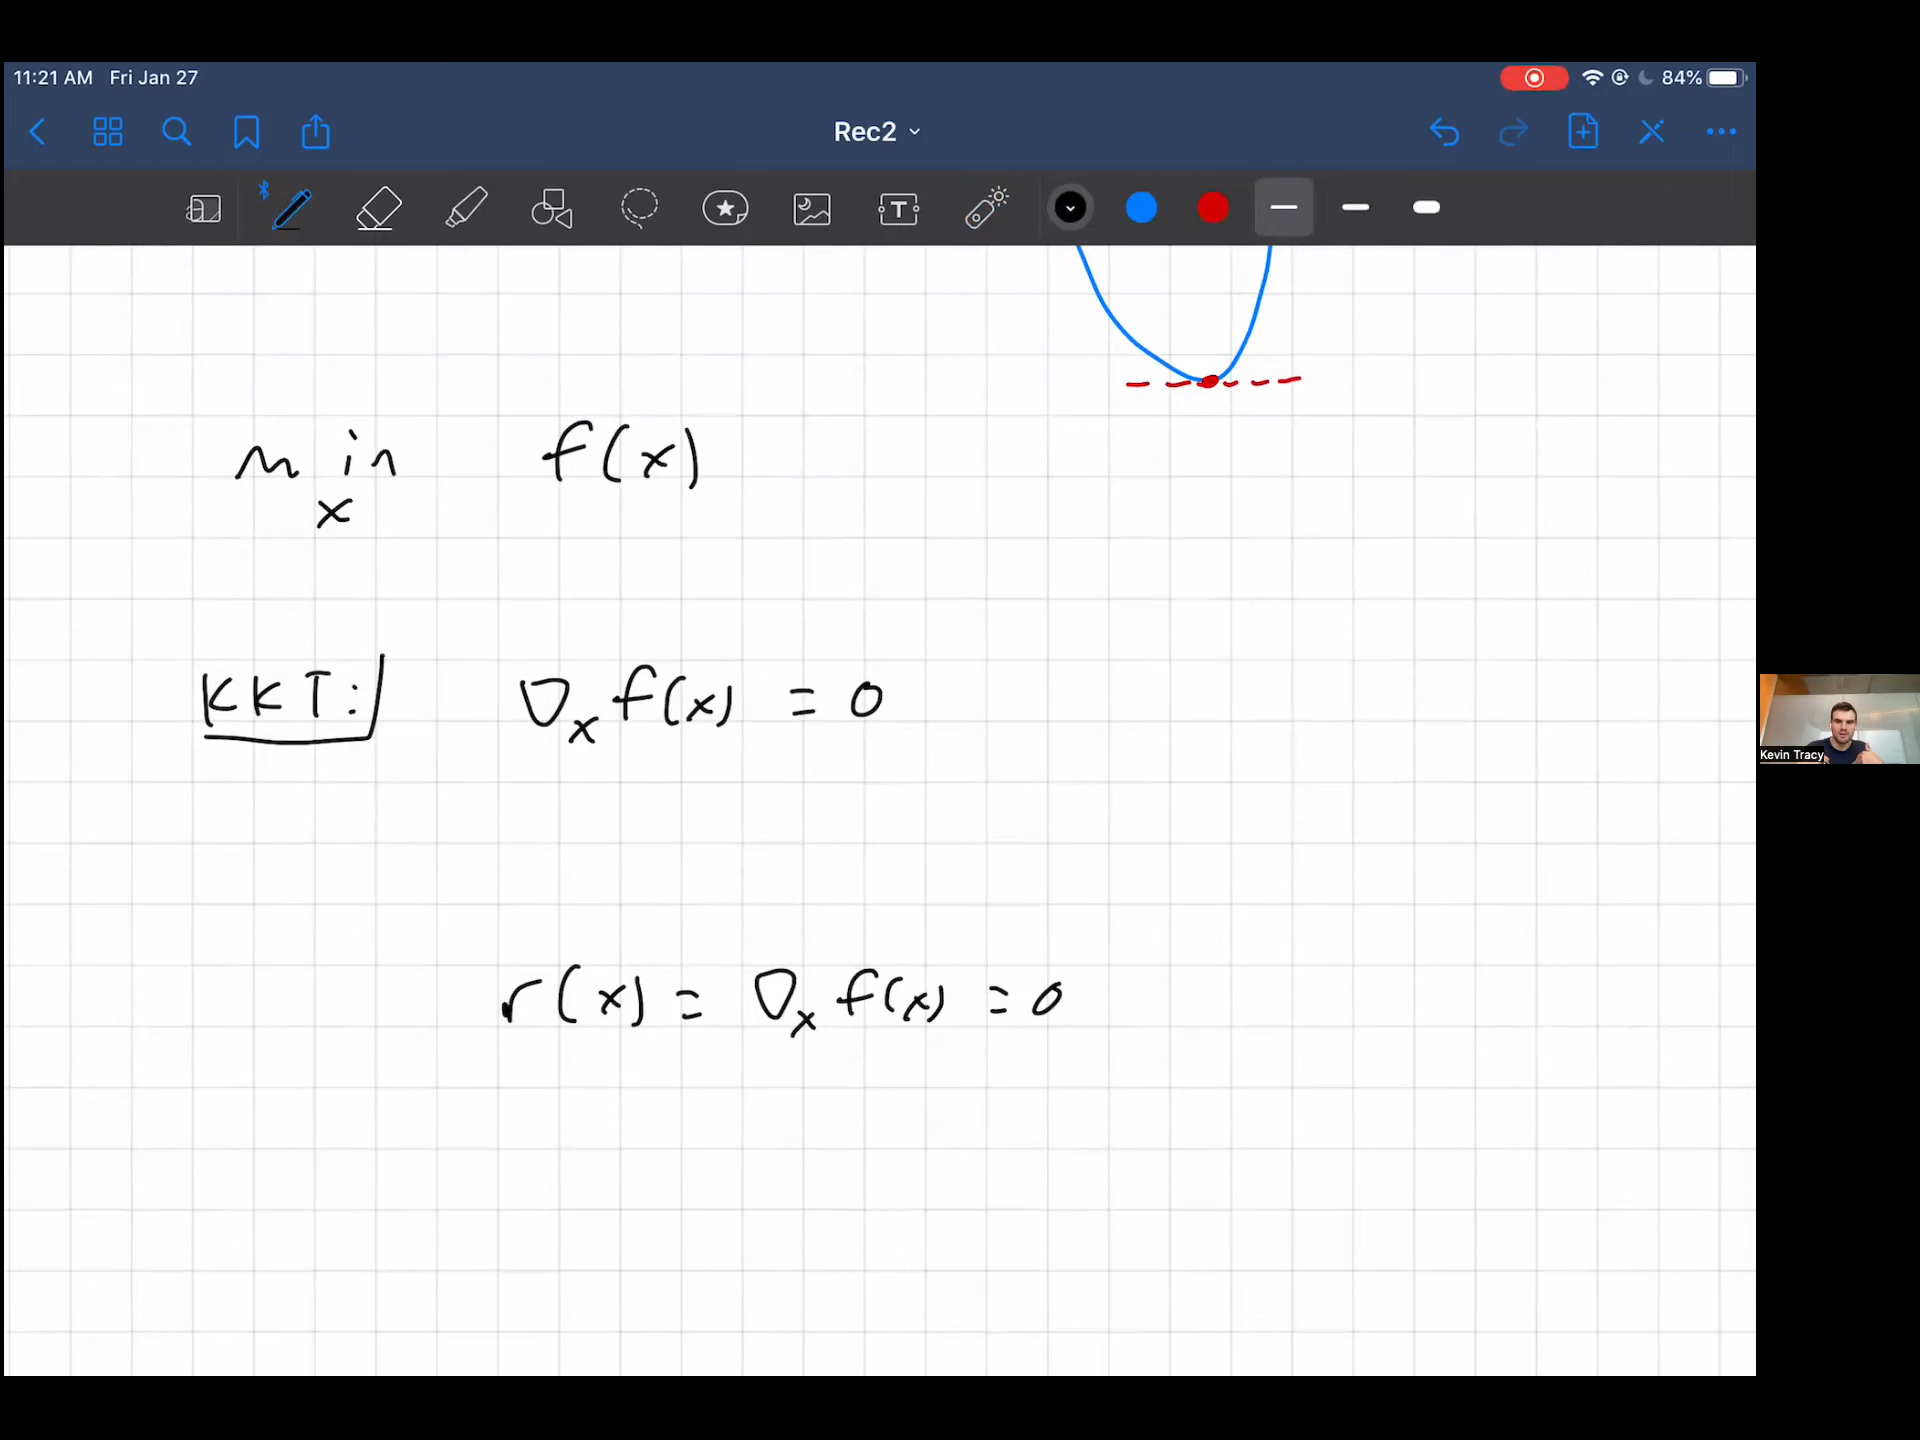 11:21 AM Fri Jan 27
84%
Rec2
T
min f(x)
x
KKT: ∇ₓf(x) = 0
r(x) = ∇ₓf(x) = 0
Kevin Tracy